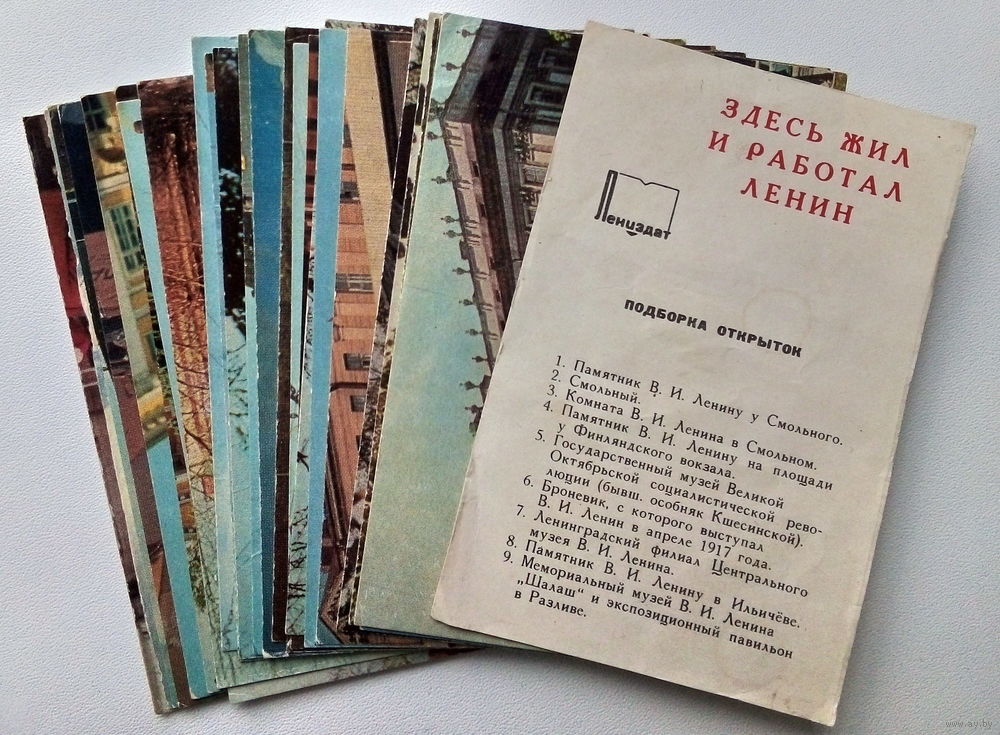 ЗДЕСЬ ЖИЛ
И РАБОТАЛ
ЛЕНИН
Лениздат
ПОДБОРКА ОТКРЫТОК
1. Памятник В. И. Ленину у Смольного.
2. Смольный.
3. Комната В. И. Ленина в Смольном.
4. Памятник В. И. Ленину на площади
у Финляндского вокзала.
5. Государственный музей Великой
Октябрьской социалистической рево-
люции (бывш. особняк Кшесинской).
6. Броневик, с которого выступал
В. И. Ленин в апреле 1917 года.
7. Ленинградский филиал Центрального
музея В. И. Ленина.
8. Памятник В. И. Ленину в Ильичёве.
9. Мемориальный музей В. И. Ленина
„Шалаш“ и экспозиционный павильон
в Разливе.
www.ay.by